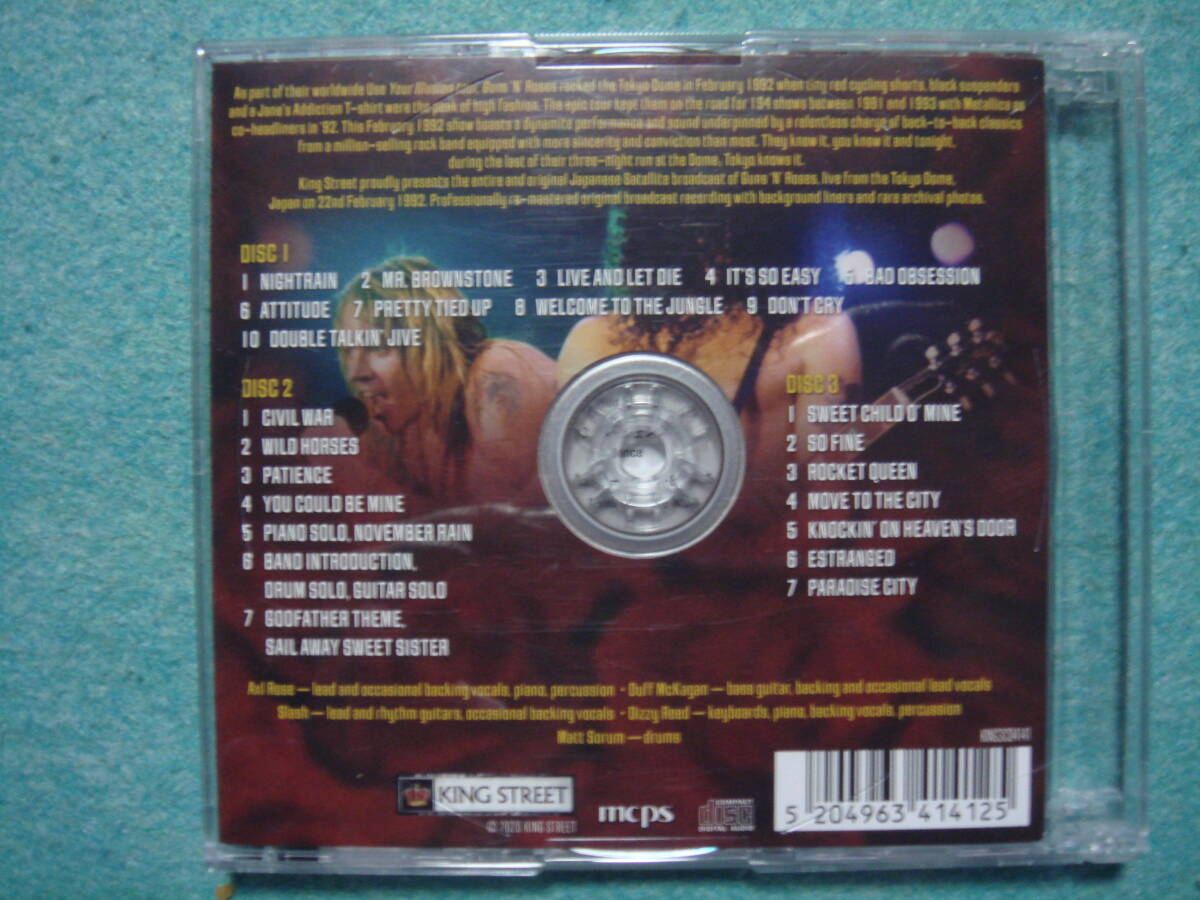 As part of their worldwide Use Your Illusion tour, Guns 'N' Roses rocked the Tokyo Dome in February 1992 when tiny red cycling shorts, black suspenders
and a Jane's Addiction T-shirt were the peak of high fashion. The epic tour kept them on the road for 194 shows between 1991 and 1993 with Metallica as
co-headliners in '92. This February 1992 show boasts a dynamite performance and sound underpinned by a relentless charge of back-to-back classics
from a million-selling rock band equipped with more sincerity and conviction than most. They know it, you know it and tonight,
during the last of their three-night run at the Dome, Tokyo knows it.
King Street proudly presents the entire and original Japanese Satellite broadcast of Guns 'N' Roses, live from the Tokyo Dome,
Japan on 22nd February 1992. Professionally re-mastered original broadcast recording with background liners and rare archival photos.
DISC 1
1 NIGHTRAIN 2 MR. BROWNSTONE 3 LIVE AND LET DIE 4 IT'S SO EASY 5 BAD OBSESSION
6 ATTITUDE 7 PRETTY TIED UP 8 WELCOME TO THE JUNGLE 9 DON'T CRY
10 DOUBLE TALKIN' JIVE
DISC 2
1 CIVIL WAR
2 WILD HORSES
3 PATIENCE
4 YOU COULD BE MINE
5 PIANO SOLO, NOVEMBER RAIN
6 BAND INTRODUCTION,
DRUM SOLO, GUITAR SOLO
7 GODFATHER THEME,
SAIL AWAY SWEET SISTER
DISC 3
1 SWEET CHILD O' MINE
2 SO FINE
3 ROCKET QUEEN
4 MOVE TO THE CITY
5 KNOCKIN' ON HEAVEN'S DOOR
6 ESTRANGED
7 PARADISE CITY
Axl Rose — lead and occasional backing vocals, piano, percussion · Duff McKagan — bass guitar, backing and occasional lead vocals
Slash — lead and rhythm guitars, occasional backing vocals · Dizzy Reed — keyboards, piano, backing vocals, percussion
Matt Sorum — drums
KING STREET
© 2020 KING STREET
mcps
COMPACT
disc
DIGITAL AUDIO
5 204963 414125